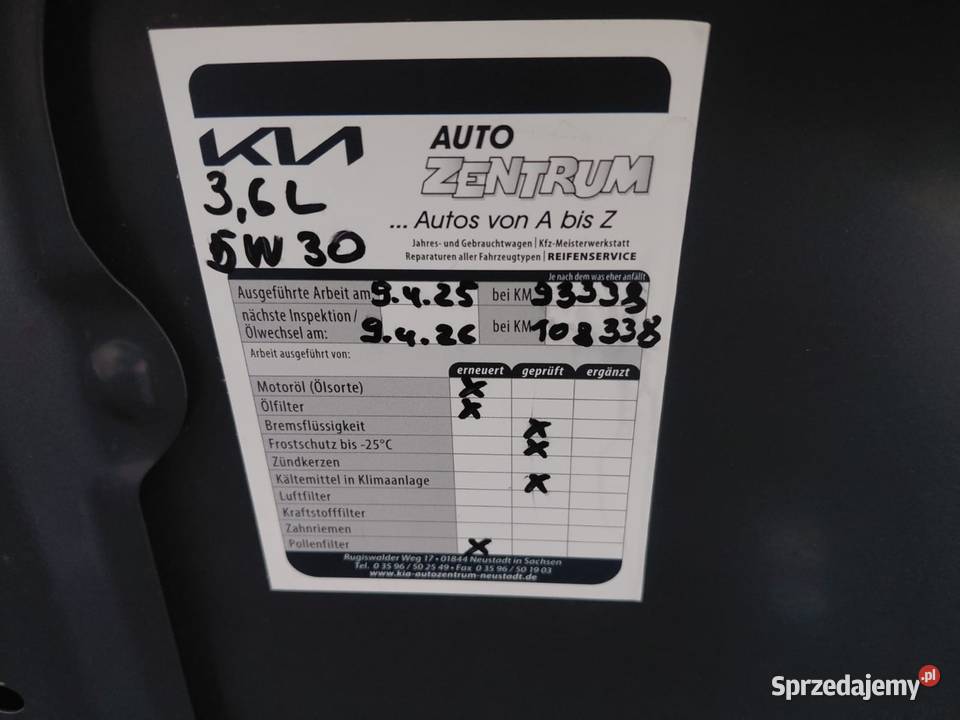 KIA
AUTO
ZENTRUM
3,6 L
... Autos von A bis Z
5W30
Jahres- und Gebrauchtwagen | Kfz-Meisterwerkstatt
Reparaturen aller Fahrzeugtypen | REIFENSERVICE
Je nach dem was eher anfällt
Ausgeführte Arbeit am 9.4.25 bei KM 93338
nächste Inspektion/
Ölwechsel am: 9.4.26 bei KM 108338
Arbeit ausgeführt von:
erneuert geprüft ergänzt
Motoröl (Ölsorte) X
Ölfilter X
Bremsflüssigkeit X
Frostschutz bis -25°C X
Zündkerzen
Kältemittel in Klimaanlage X
Luftfilter
Kraftstofffilter
Zahnriemen
Pollenfilter X
Rugiswalder Weg 17 • 01844 Neustadt in Sachsen
Tel. 0 35 96 / 50 25 49 • Fax 0 35 96 / 50 19 03
www.kia-autozentrum-neustadt.de
Sprzedajemy.pl